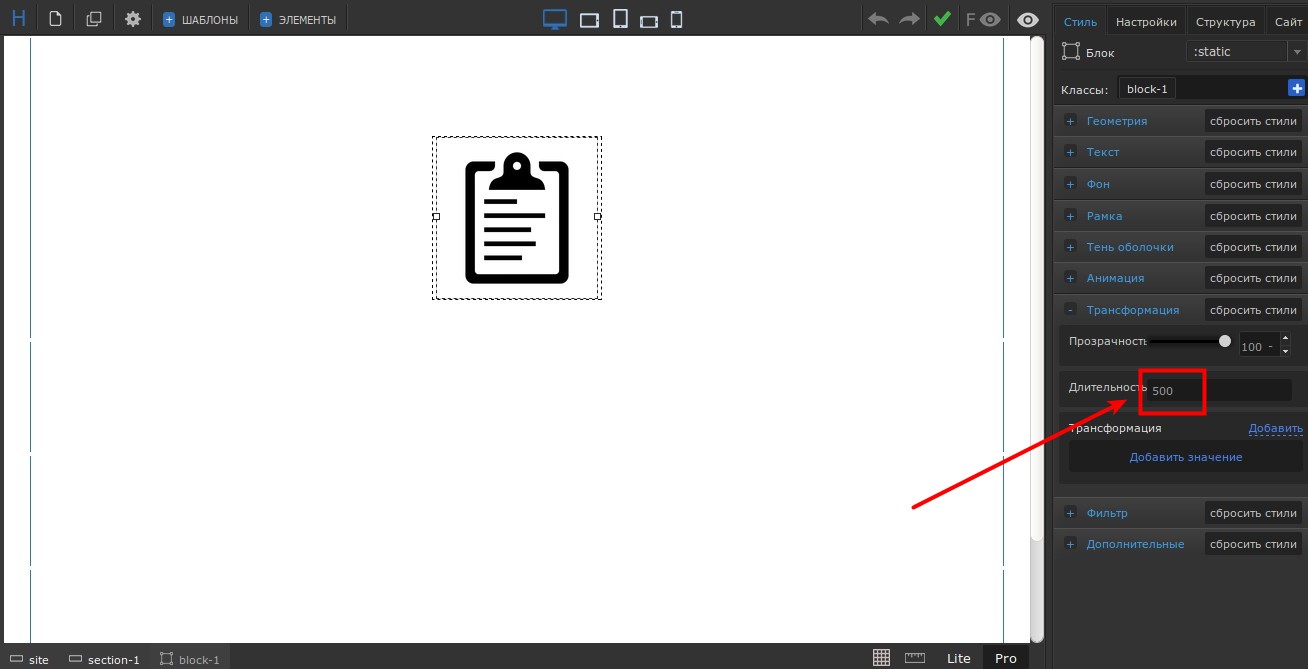 H ШАБЛОНЫ ЭЛЕМЕНТЫ F
Стиль Настройки Структура Сайт
Блок :static
Классы: block-1
+ Геометрия сбросить стили
+ Текст сбросить стили
+ Фон сбросить стили
+ Рамка сбросить стили
+ Тень оболочки сбросить стили
+ Анимация сбросить стили
- Трансформация сбросить стили
Прозрачность 100 -
Длительность 500
Трансформация Добавить
Добавить значение
+ Фильтр сбросить стили
+ Дополнительные сбросить стили
site section-1 block-1 Lite Pro